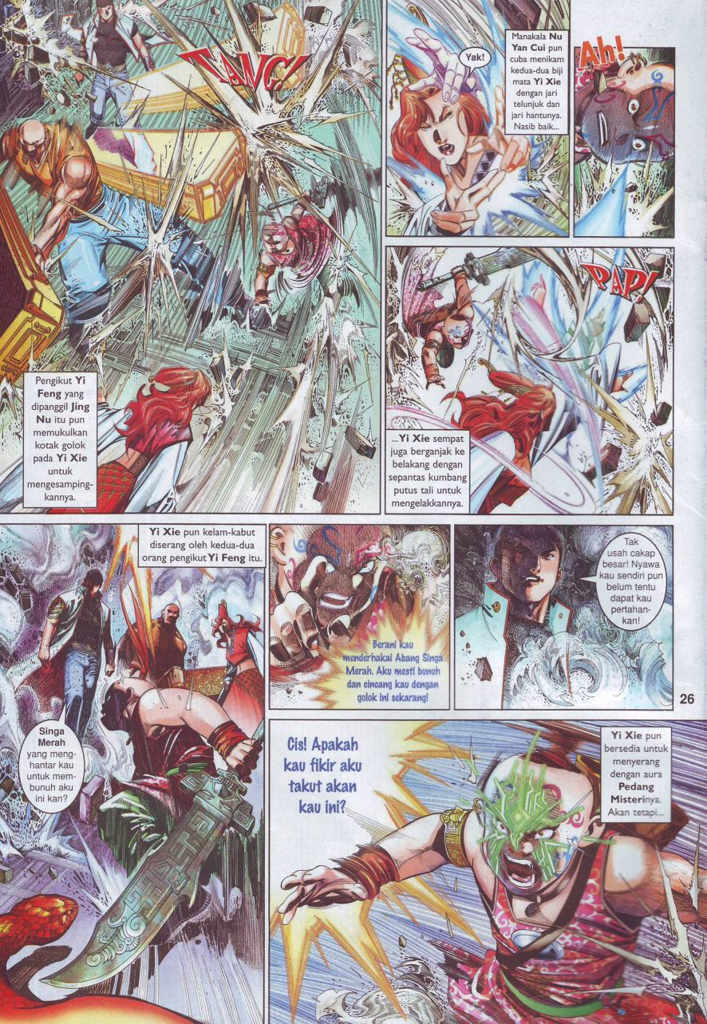 TANG!
Pengikut Yi
Feng yang
dipanggil Jing
Nu itu pun
memukulkan
kotak golok
pada Yi Xie
untuk
mengesamping-
kannya.
Yak!
Manakala Nu
Yan Cui pun
cuba menikam
kedua-dua biji
mata Yi Xie
dengan jari
telunjuk dan
jari hantunya.
Nasib baik...
Ah!
PAP!
...Yi Xie sempat
juga berganjak ke
belakang dengan
sepantas kumbang
putus tali untuk
mengelakkannya.
Yi Xie pun kelam-kabut
diserang oleh kedua-dua
orang pengikut Yi Feng itu.
Singa
Merah
yang meng-
hantar kau
untuk mem-
bunuh aku
ini kan?
Berani kau
menderhakai Abang Singa
Merah. Aku mesti bunuh
dan cincang kau dengan
golok ini sekarang!
Tak
usah cakap
besar! Nyawa
kau sendiri pun
belum tentu
dapat kau
pertahan-
kan!
26
Cis! Apakah
kau fikir aku
takut akan
kau ini?
Yi Xie pun
bersedia untuk
menyerang
dengan aura
Pedang
Misterinya.
Akan tetapi...